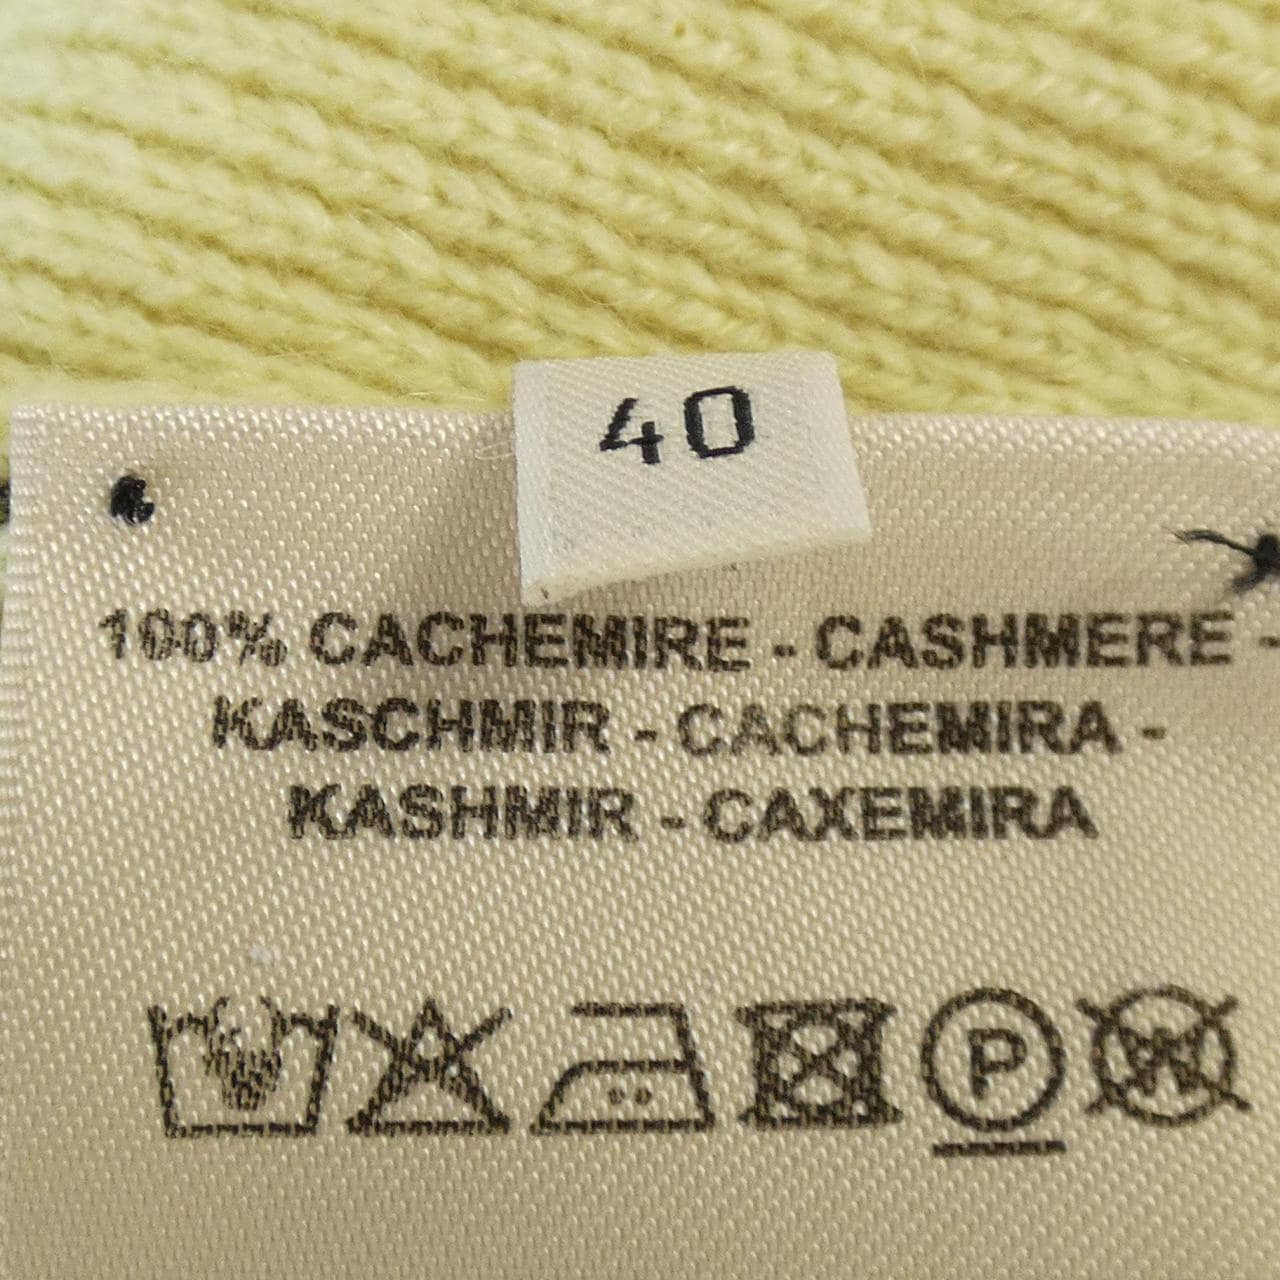 40
100% CACHEMIRE - CASHMERE -
KASCHMIR - CACHEMIRA -
KASHMIR - CAXEMIRA
P W